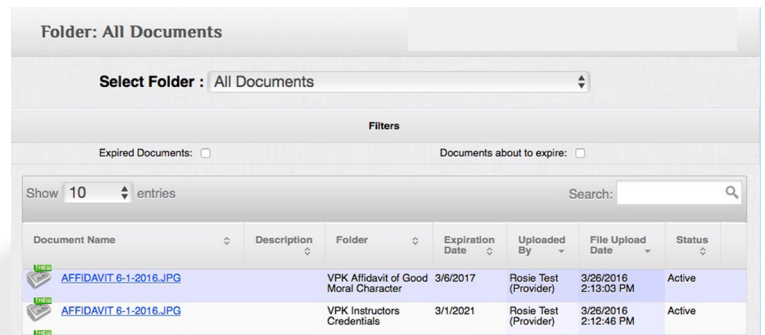 Folder: All Documents
Select Folder : All Documents
Filters
Expired Documents: Documents about to expire:
Show 10 entries Search:
Document Name Description Folder Expiration Date Uploaded By File Upload Date Status
NEW
AFFIDAVIT 6-1-2016.JPG VPK Affidavit of Good Moral Character 3/6/2017 Rosie Test (Provider) 3/26/2016 2:13:03 PM Active
AFFIDAVIT 6-1-2016.JPG VPK Instructors Credentials 3/1/2021 Rosie Test (Provider) 3/26/2016 2:12:46 PM Active